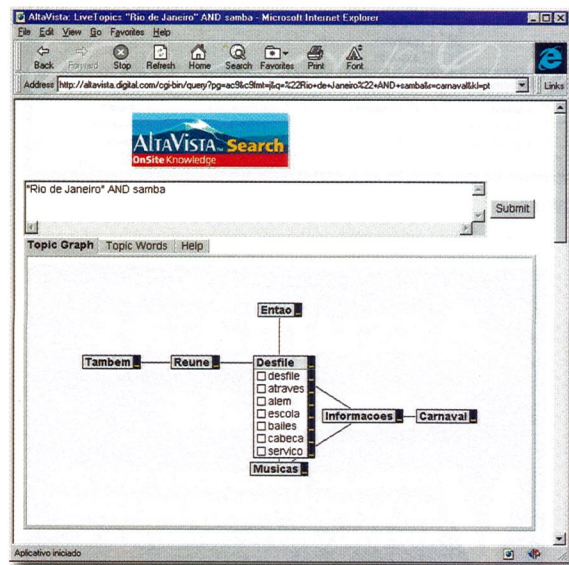 AltaVista: LiveTopics "Rio de Janeiro" AND samba - Microsoft Internet Explorer
File Edit View Go Favorites Help
Back Forward Stop Refresh Home Search Favorites Print Font
Address http://altavista.digital.com/cgi-bin/query?pg=ac9&c9fmt=j&q=%22Rio+de+Janeiro%22+AND+samba&s=carnaval&kl=pt Links
ALTAVISTA Search
OnSite Knowledge
"Rio de Janeiro" AND samba
Submit
Topic Graph Topic Words Help
Entao
Tambem Reune Desfile
desfile
atraves
alem
escola
bailes
cabeca
servico
Informacoes Carnaval
Musicas
Aplicativo iniciado